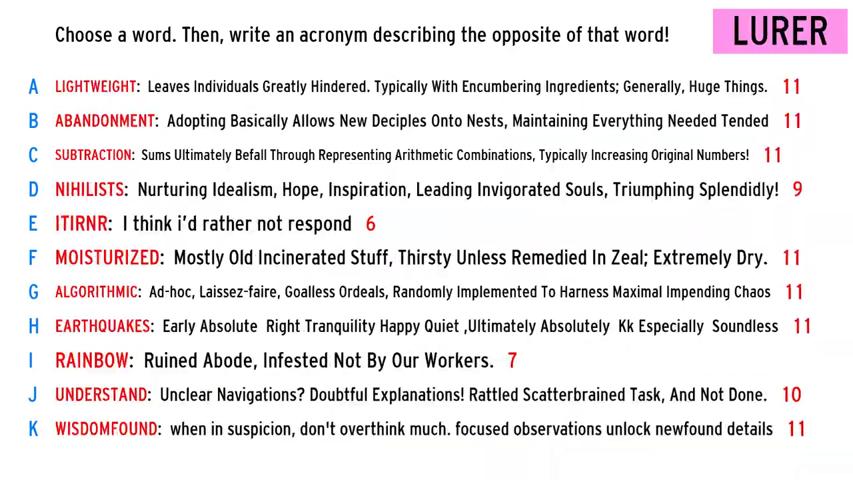 Choose a word. Then, write an acronym describing the opposite of that word!
LURER
A LIGHTWEIGHT: Leaves Individuals Greatly Hindered. Typically With Encumbering Ingredients; Generally, Huge Things. 11
B ABANDONMENT: Adopting Basically Allows New Deciples Onto Nests, Maintaining Everything Needed Tended 11
C SUBTRACTION: Sums Ultimately Befall Through Representing Arithmetic Combinations, Typically Increasing Original Numbers! 11
D NIHILISTS: Nurturing Idealism, Hope, Inspiration, Leading Invigorated Souls, Triumphing Splendidly! 9
E ITIRNR: I think i'd rather not respond 6
F MOISTURIZED: Mostly Old Incinerated Stuff, Thirsty Unless Remedied In Zeal; Extremely Dry. 11
G ALGORITHMIC: Ad-hoc, Laissez-faire, Goalless Ordeals, Randomly Implemented To Harness Maximal Impending Chaos 11
H EARTHQUAKES: Early Absolute Right Tranquility Happy Quiet ,Ultimately Absolutely Kk Especially Soundless 11
I RAINBOW: Ruined Abode, Infested Not By Our Workers. 7
J UNDERSTAND: Unclear Navigations? Doubtful Explanations! Rattled Scatterbrained Task, And Not Done. 10
K WISDOMFOUND: when in suspicion, don't overthink much. focused observations unlock newfound details 11